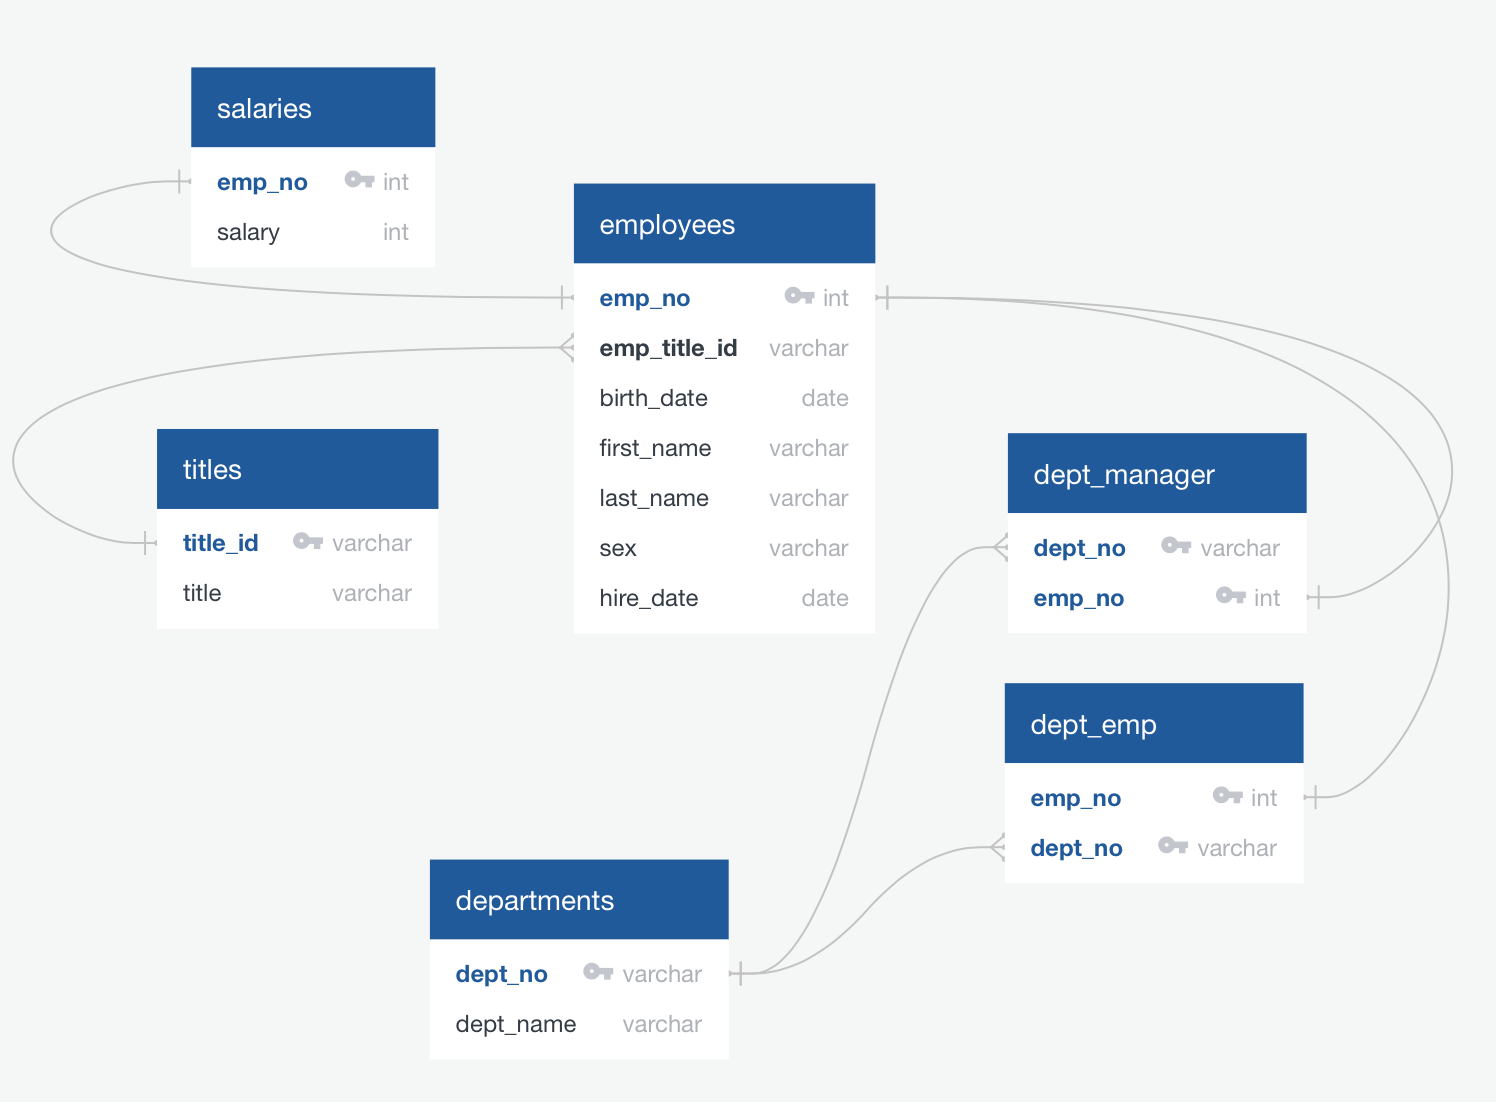 salaries
emp_no int
salary int
employees
emp_no int
emp_title_id varchar
birth_date date
first_name varchar
last_name varchar
sex varchar
hire_date date
titles
title_id varchar
title varchar
dept_manager
dept_no varchar
emp_no int
dept_emp
emp_no int
dept_no varchar
departments
dept_no varchar
dept_name varchar